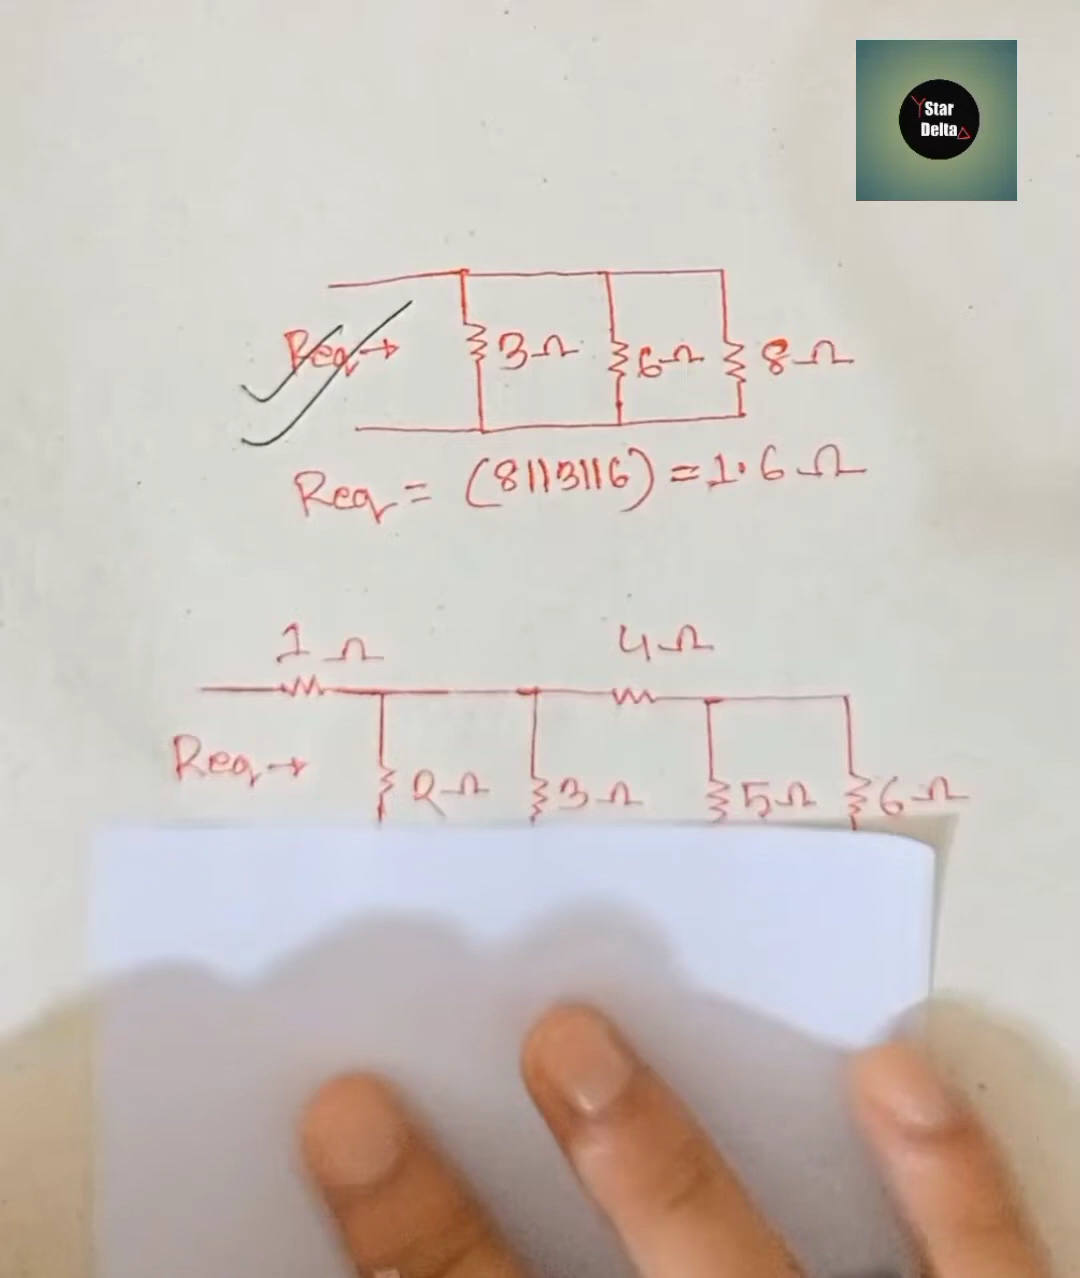 Star
Delta
Req→ 3Ω 6Ω 8Ω
Req = (8||3||6) = 1.6Ω
1Ω 4Ω
Req→ 2Ω 3Ω 5Ω 6Ω